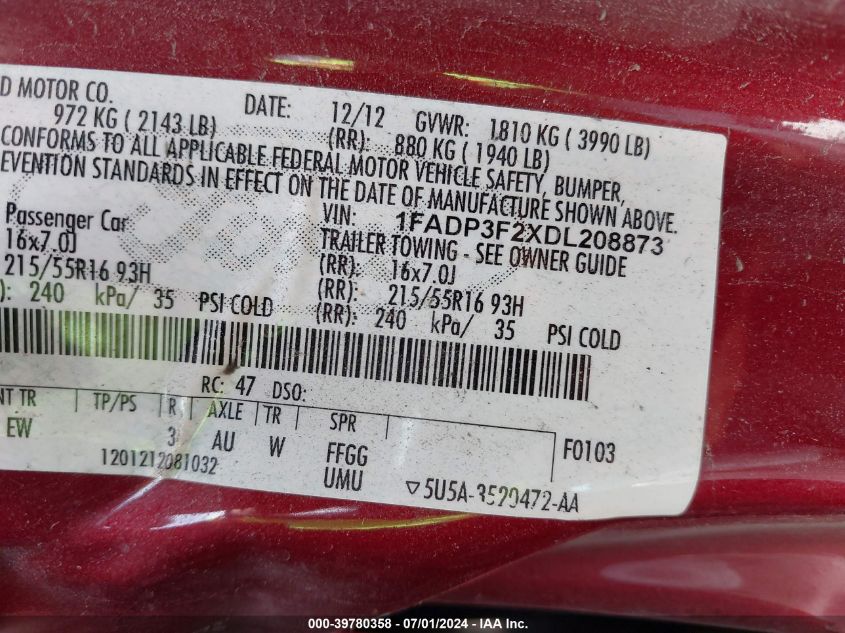 D MOTOR CO.
DATE: 12/12 GVWR: 1810 KG ( 3990 LB)
972 KG ( 2143 LB) (RR): 880 KG ( 1940 LB)
CONFORMS TO ALL APPLICABLE FEDERAL MOTOR VEHICLE SAFETY, BUMPER,
EVENTION STANDARDS IN EFFECT ON THE DATE OF MANUFACTURE SHOWN ABOVE.
VIN: 1FADP3F2XDL208873
Passenger Car TRAILER TOWING - SEE OWNER GUIDE
16x7.0J (RR): 16x7.0J
215/55R16 93H (RR): 215/55R16 93H
): 240 kPa/ 35 PSI COLD (RR): 240 kPa/ 35 PSI COLD
RC: 47 DSO:
NT TR TP/PS R AXLE TR SPR
EW 3 AU W FFGG F0103
UMU
1201212081032
5U5A-3520472-AA
000-39780358 - 07/01/2024 - IAAI.com